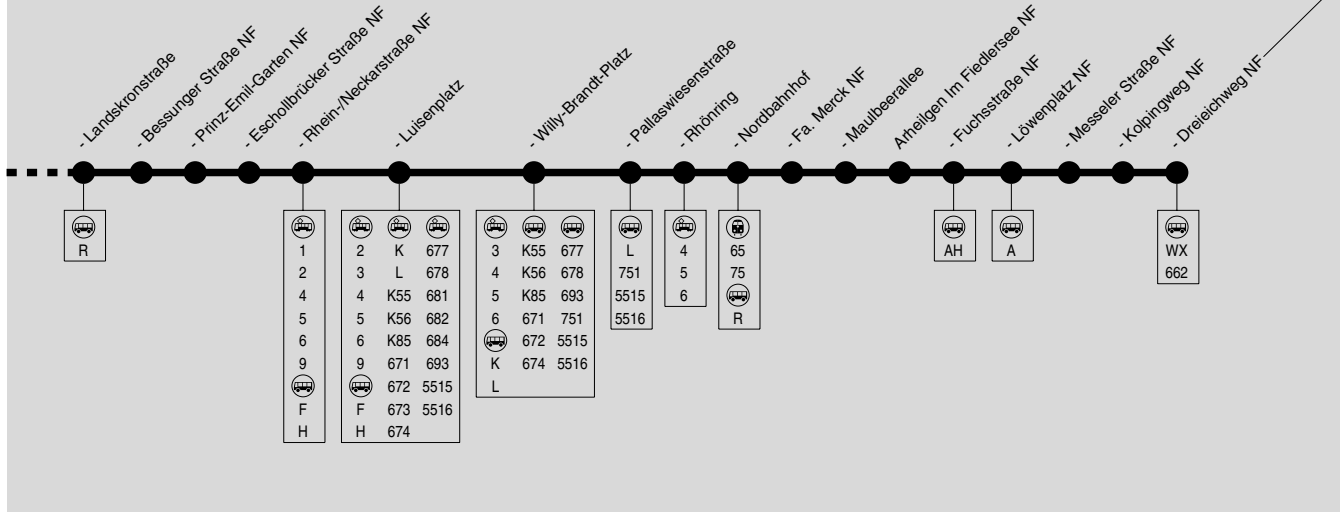 - Landskronstraße
- Bessunger Straße NF
- Prinz-Emil-Garten NF
- Eschollbrücker Straße NF
- Rhein-/Neckarstraße NF
- Luisenplatz
- Willy-Brandt-Platz
- Pallaswiesenstraße
- Rhönring
- Nordbahnhof
- Fa. Merck NF
- Maulbeerallee
Arheilgen Im Fiedlersee NF
- Fuchsstraße NF
- Löwenplatz NF
- Messeler Straße NF
- Kolpingweg NF
- Dreieichweg NF
R
1
2
4
5
6
9
F
H
2 K 677
3 L 678
4 K55 681
5 K56 682
6 K85 684
9 671 693
672 5515
F 673 5516
H 674
3 K55 677
4 K56 678
5 K85 693
6 671 751
672 5515
K 674 5516
L
L
751
5515
5516
4
5
6
65
75
R
AH
A
WX
662